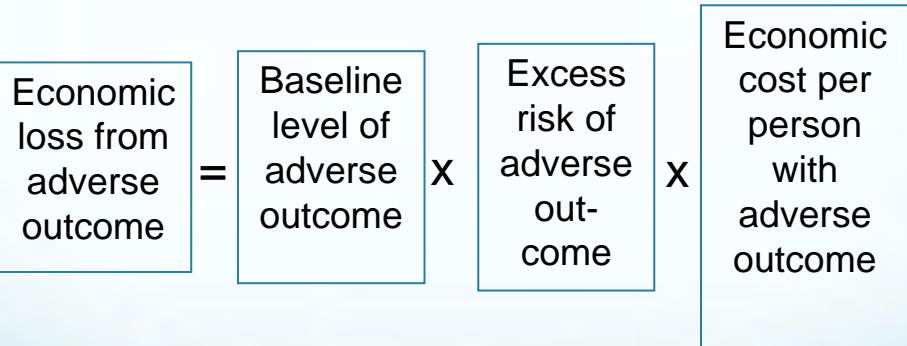 Economic
loss from
adverse
outcome
=
Baseline
level of
adverse
outcome
x
Excess
risk of
adverse
out-
come
x
Economic
cost per
person
with
adverse
outcome